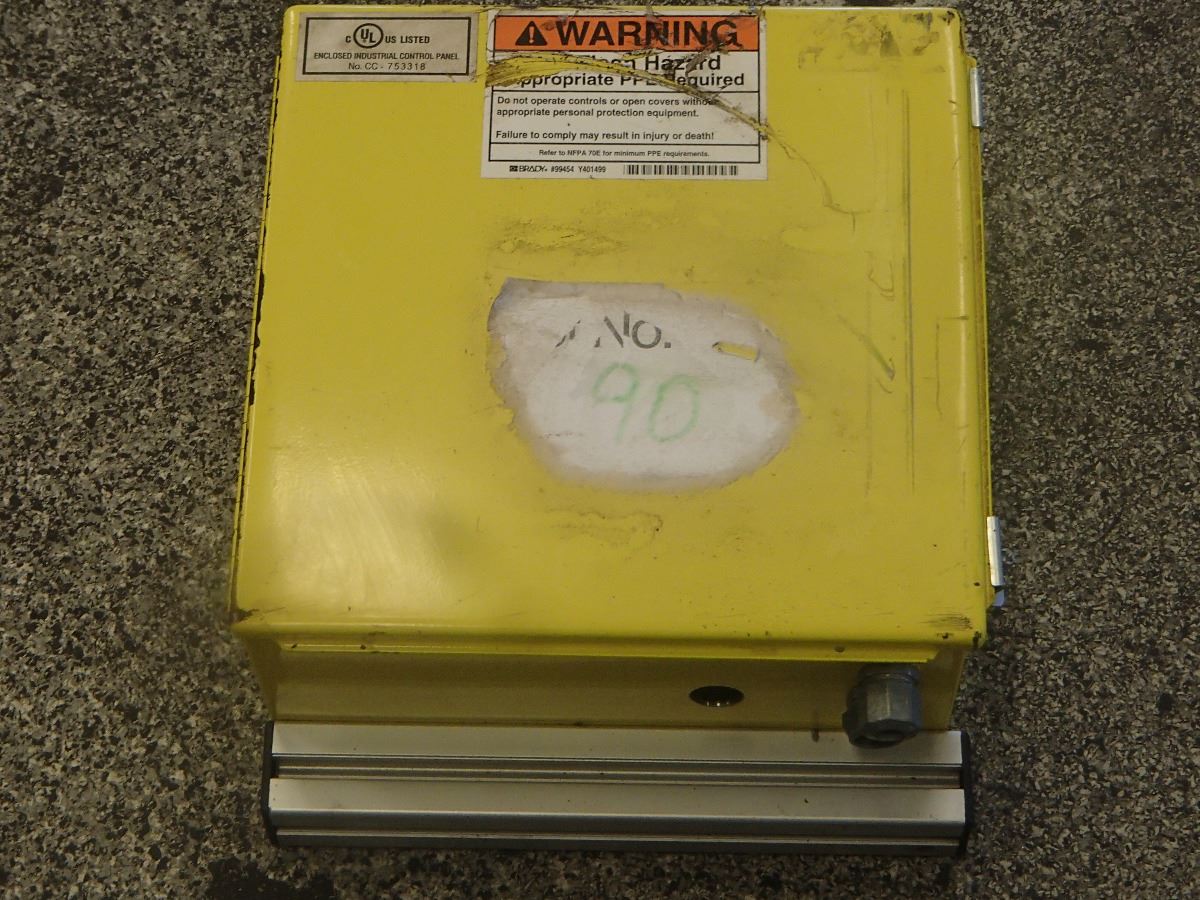 C UL US LISTED
ENCLOSED INDUSTRIAL CONTROL PANEL
No. CC - 753318
WARNING
Hazard
Appropriate PPE Required
Do not operate controls or open covers without
appropriate personal protection equipment.
Failure to comply may result in injury or death!
Refer to NFPA 70E for minimum PPE requirements.
BRADY #99454 Y401499
NO.
90